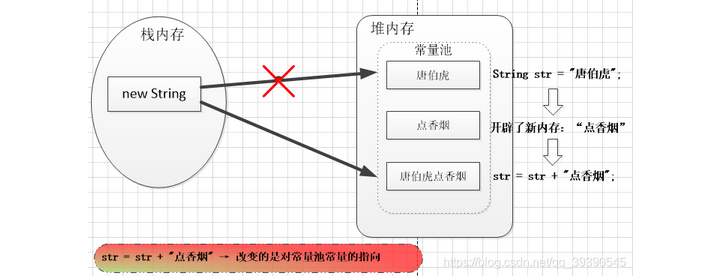 栈内存
new String
堆内存
常量池
唐伯虎
点香烟
唐伯虎点香烟
String str = "唐伯虎";
开辟了新内存：“点香烟”
str = str + "点香烟";
str = str + "点香烟" → 改变的是对常量池常量的指向
https://blog.csdn.net/qq_39390545